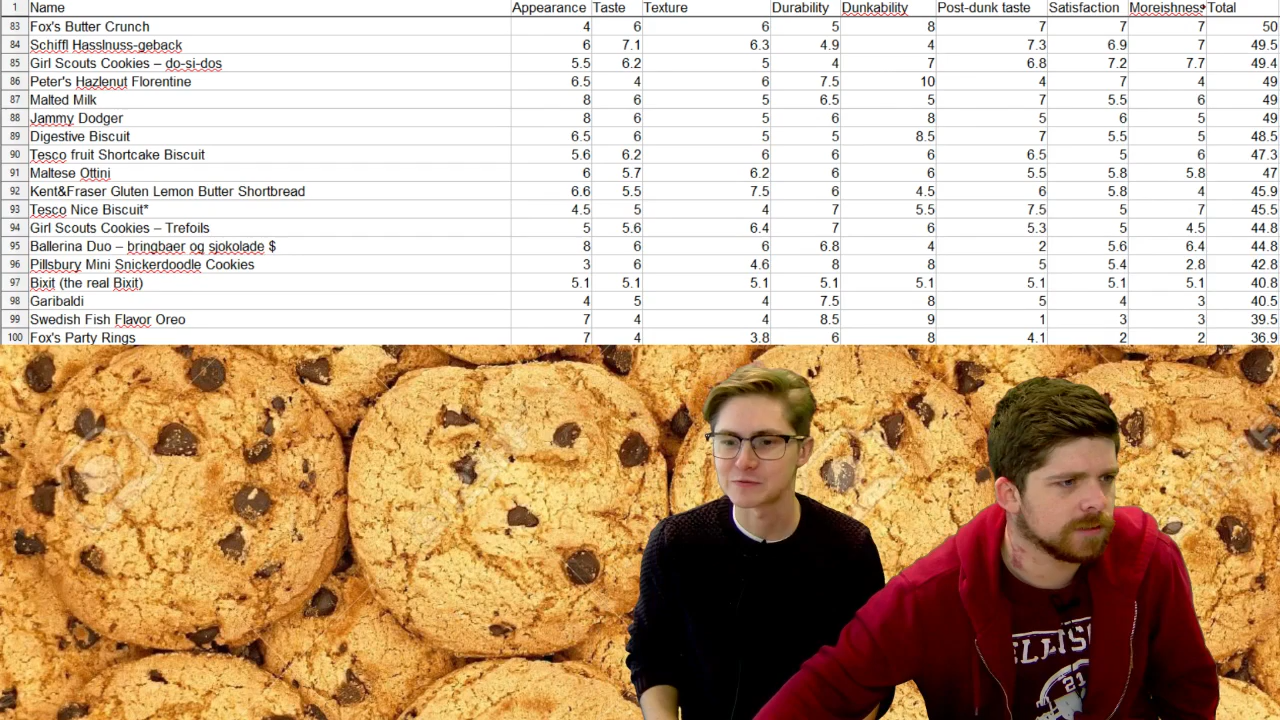 1 Name Appearance Taste Texture Durability Dunkability Post-dunk taste Satisfaction Moreishnes Total
83 Fox's Butter Crunch 4 6 6 5 8 7 7 7 50
84 Schiffl Hasslnuss-geback 6 7.1 6.3 4.9 4 7.3 6.9 7 49.5
85 Girl Scouts Cookies – do-si-dos 5.5 6.2 5 4 7 6.8 7.2 7.7 49.4
86 Peter's Hazlenut Florentine 6.5 4 6 7.5 10 4 7 4 49
87 Malted Milk 8 6 5 6.5 5 7 5.5 6 49
88 Jammy Dodger 8 6 5 6 8 5 6 5 49
89 Digestive Biscuit 6.5 6 5 5 8.5 7 5.5 5 48.5
90 Tesco fruit Shortcake Biscuit 5.6 6.2 6 6 6 6.5 5 6 47.3
91 Maltese Ottini 6 5.7 6.2 6 6 5.5 5.8 5.8 47
92 Kent&Fraser Gluten Lemon Butter Shortbread 6.6 5.5 7.5 6 4.5 6 5.8 4 45.9
93 Tesco Nice Biscuit* 4.5 5 4 7 5.5 7.5 5 7 45.5
94 Girl Scouts Cookies – Trefoils 5 5.6 6.4 7 6 5.3 5 4.5 44.8
95 Ballerina Duo – bringbaer og sjokolade $ 8 6 6 6.8 4 2 5.6 6.4 44.8
96 Pillsbury Mini Snickerdoodle Cookies 3 6 4.6 8 8 5 5.4 2.8 42.8
97 Bixit (the real Bixit) 5.1 5.1 5.1 5.1 5.1 5.1 5.1 5.1 40.8
98 Garibaldi 4 5 4 7.5 8 5 4 3 40.5
99 Swedish Fish Flavor Oreo 7 4 4 8.5 9 1 3 3 39.5
100 Fox's Party Rings 7 4 3.8 6 8 4.1 2 2 36.9
21